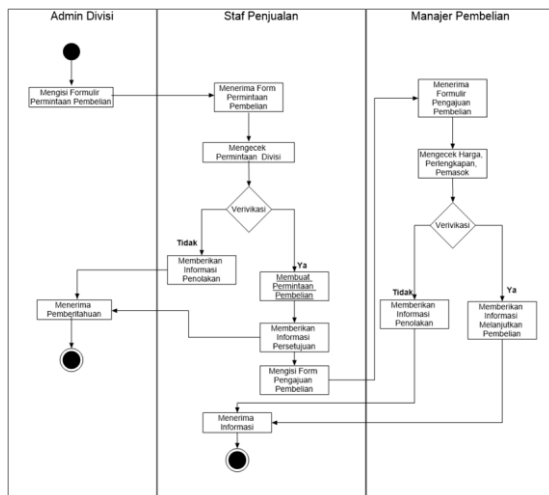 Admin Divisi
Staf Penjualan
Manajer Pembelian
Mengisi Formulir
Permintaan Pembelian
Menerima Form
Permintaan
Pembelian
Mengecek
Permintaan Divisi
Verivikasi
Tidak
Memberikan
Informasi
Penolakan
Ya
Membuat
Permintaan
Pembelian
Menerima
Pemberitahuan
Memberikan
Informasi
Persetujuan
Mengisi Form
Pengajuan
Pembelian
Menerima
Informasi
Menerima
Formulir
Pengajuan
Pembelian
Mengecek Harga,
Perlengkapan,
Pemasok
Verivikasi
Tidak
Memberikan
Informasi
Penolakan
Ya
Memberikan
Informasi
Melanjutkan
Pembelian